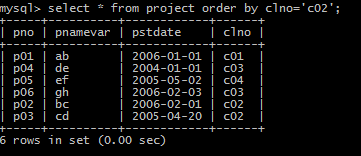 mysql> select * from project order by clno='c02';
+-----+----------+------------+------+
| pno | pnamevar | pstdate | clno |
+-----+----------+------------+------+
| p01 | ab | 2006-01-01 | c01 |
| p04 | de | 2004-01-01 | c03 |
| p05 | ef | 2005-05-02 | c04 |
| p06 | gh | 2006-02-03 | c03 |
| p02 | bc | 2006-02-01 | c02 |
| p03 | cd | 2005-04-20 | c02 |
+-----+----------+------------+------+
6 rows in set (0.00 sec)